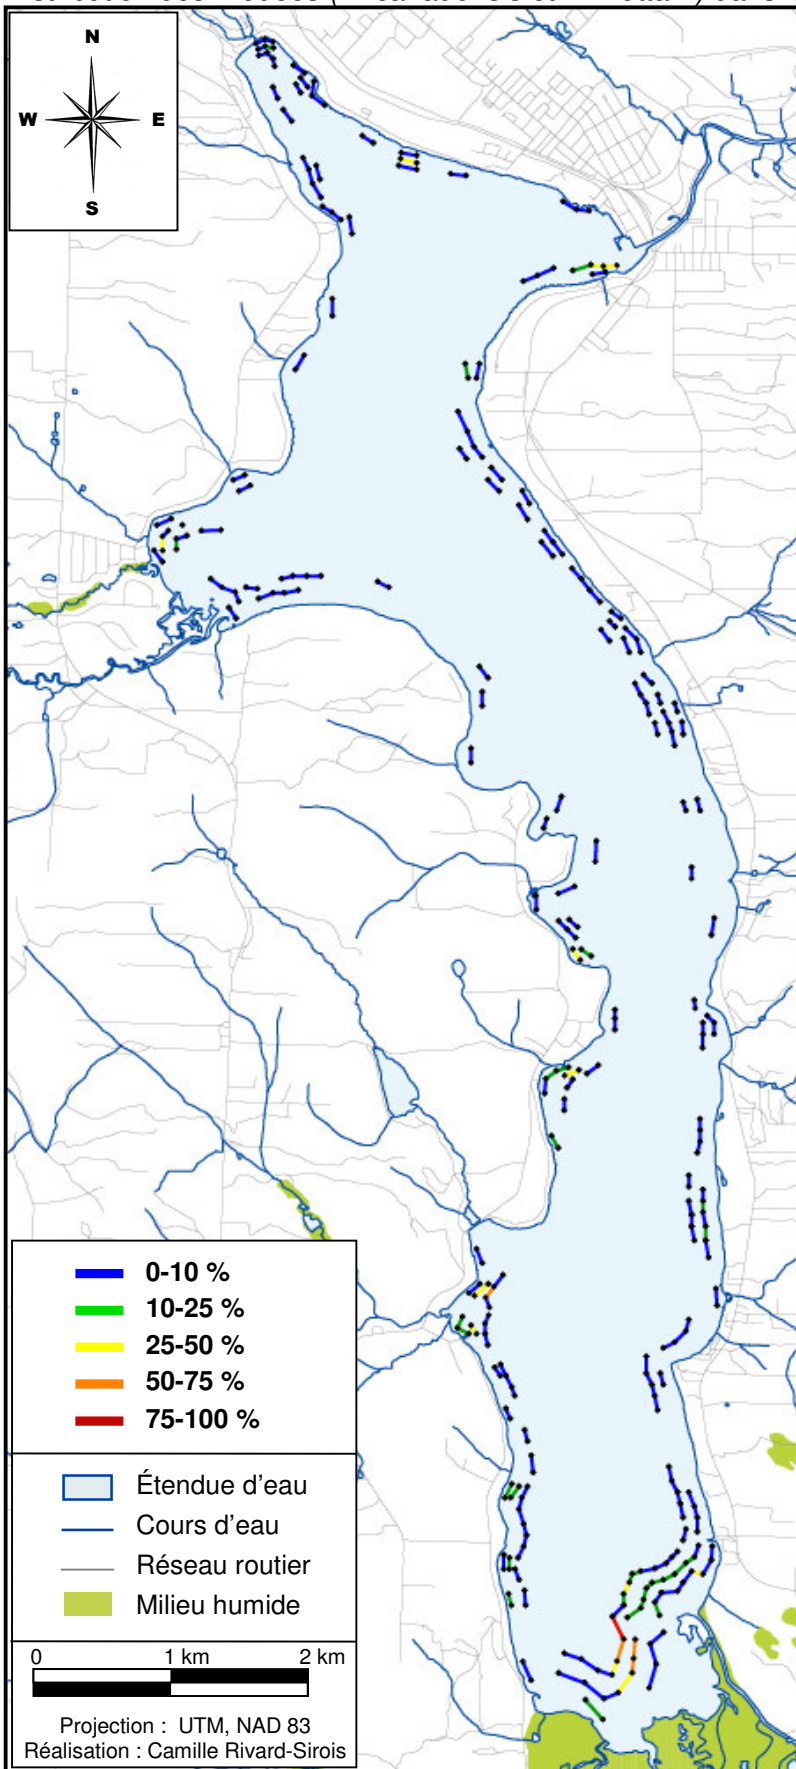 N
W E
S
0-10 %
10-25 %
25-50 %
50-75 %
75-100 %
Étendue d'eau
Cours d'eau
Réseau routier
Milieu humide
0 1 km 2 km
Projection : UTM, NAD 83
Réalisation : Camille Rivard-Sirois